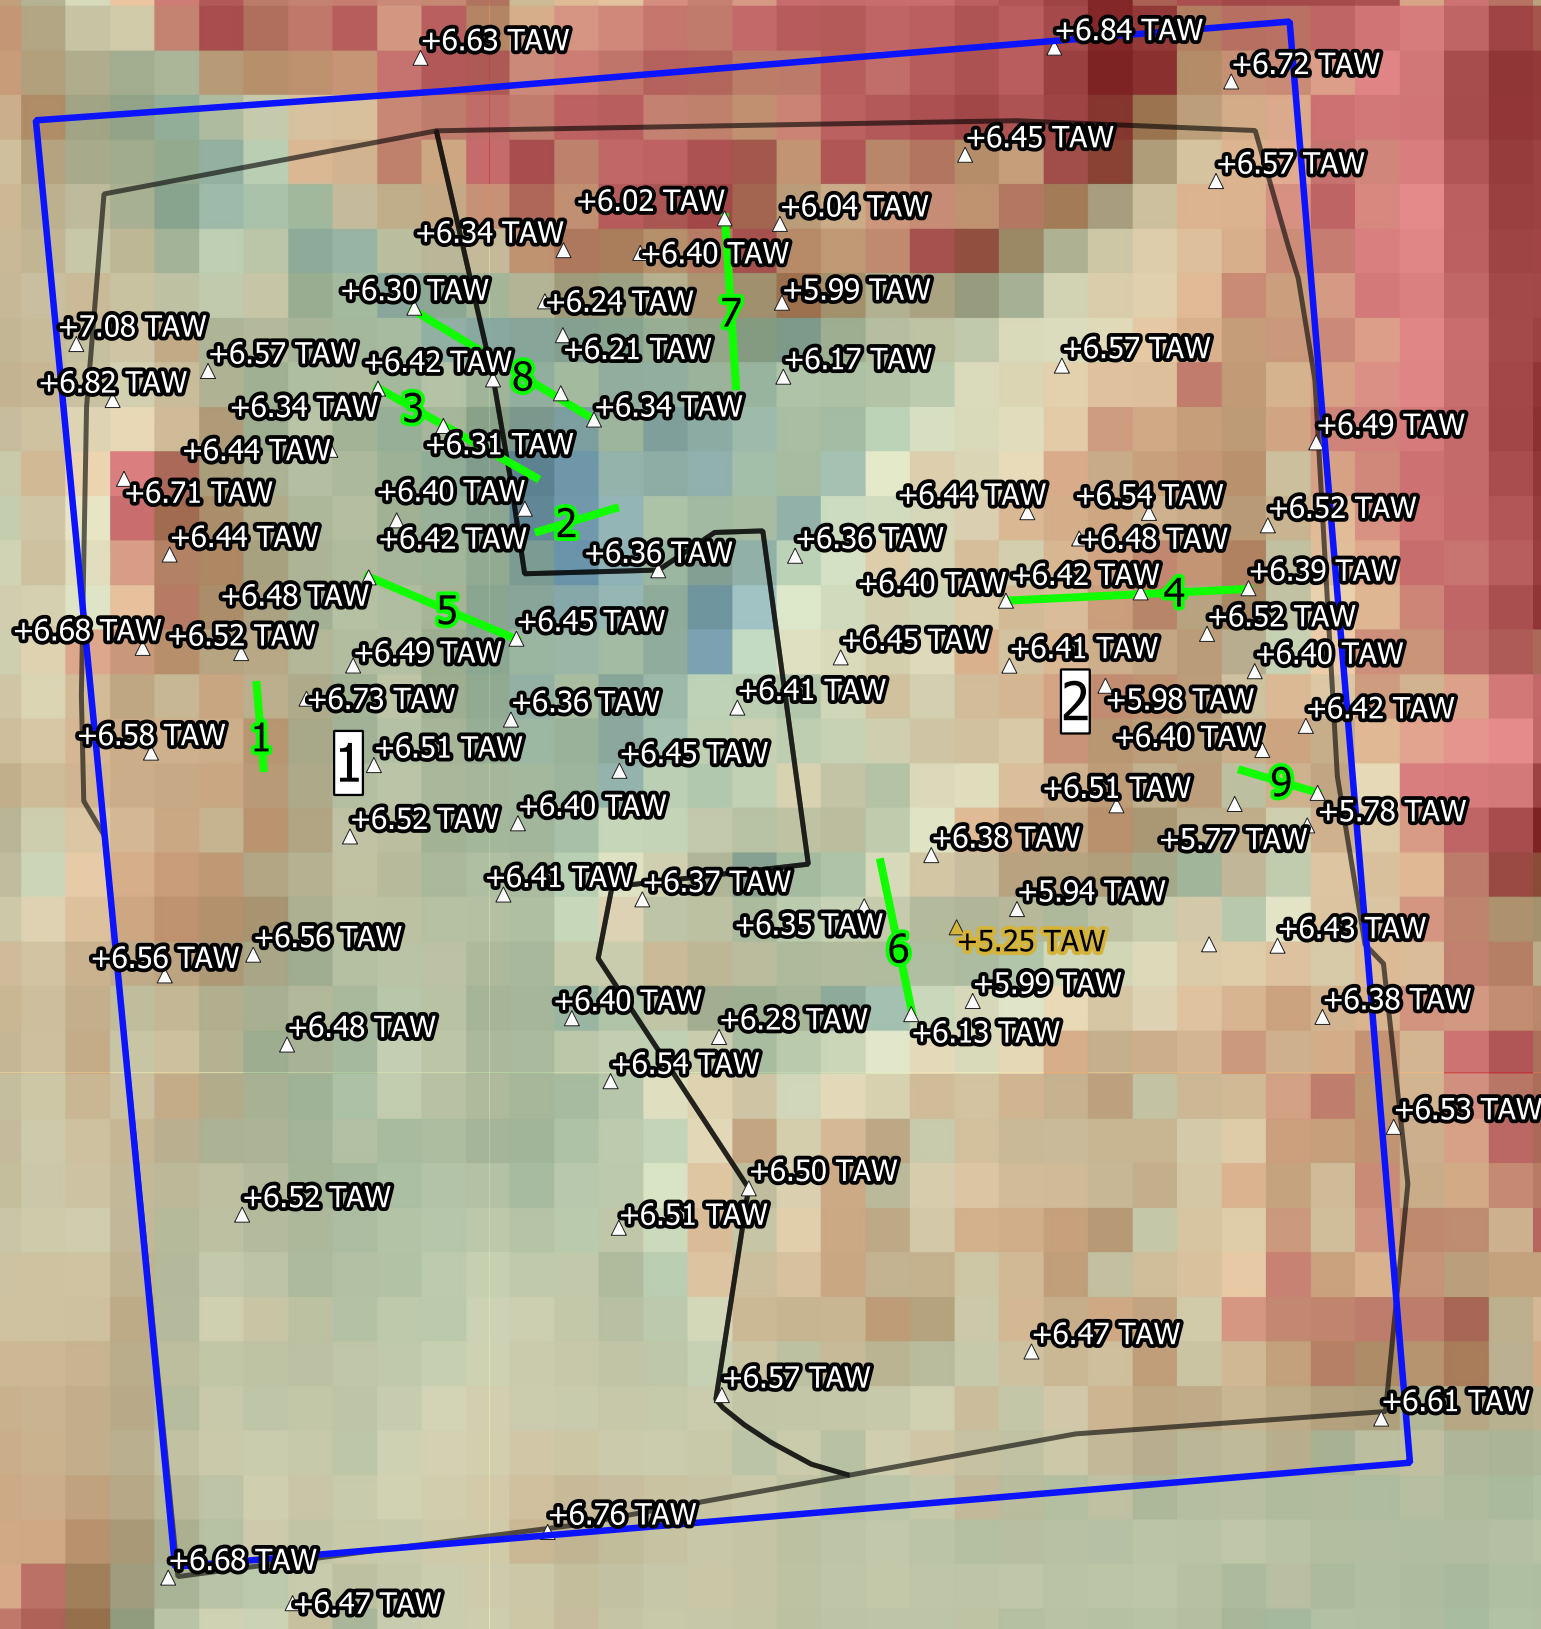 +6.84 TAW
+6.63 TAW
+6.72 TAW
+6.45 TAW
+6.57 TAW
+6.02 TAW
+6.04 TAW
+6.34 TAW
+6.40 TAW
+6.30 TAW
+6.24 TAW
+5.99 TAW
7
+7.08 TAW
+6.57 TAW
+6.42 TAW
+6.21 TAW
+6.17 TAW
+6.57 TAW
8
+6.82 TAW
+6.34 TAW
3
+6.34 TAW
+6.49 TAW
+6.44 TAW
+6.31 TAW
+6.71 TAW
+6.40 TAW
+6.44 TAW
+6.54 TAW
+6.52 TAW
2
+6.44 TAW
+6.42 TAW
+6.36 TAW
+6.36 TAW
+6.48 TAW
+6.48 TAW
5
+6.40 TAW
+6.42 TAW
4
+6.39 TAW
+6.68 TAW
+6.52 TAW
+6.45 TAW
+6.52 TAW
+6.49 TAW
+6.45 TAW
+6.41 TAW
+6.40 TAW
+6.73 TAW
+6.36 TAW
+6.41 TAW
2
+5.98 TAW
+6.42 TAW
+6.58 TAW
1
1
+6.51 TAW
+6.45 TAW
+6.40 TAW
9
+6.52 TAW
+6.40 TAW
+6.51 TAW
+5.78 TAW
+6.38 TAW
+5.77 TAW
+6.41 TAW
+6.37 TAW
+5.94 TAW
+6.35 TAW
6
+5.25 TAW
+6.43 TAW
+6.56 TAW
+6.56 TAW
+6.40 TAW
+5.99 TAW
+6.38 TAW
+6.48 TAW
+6.28 TAW
+6.13 TAW
+6.54 TAW
+6.53 TAW
+6.52 TAW
+6.50 TAW
+6.51 TAW
+6.47 TAW
+6.57 TAW
+6.61 TAW
+6.76 TAW
+6.68 TAW
+6.47 TAW